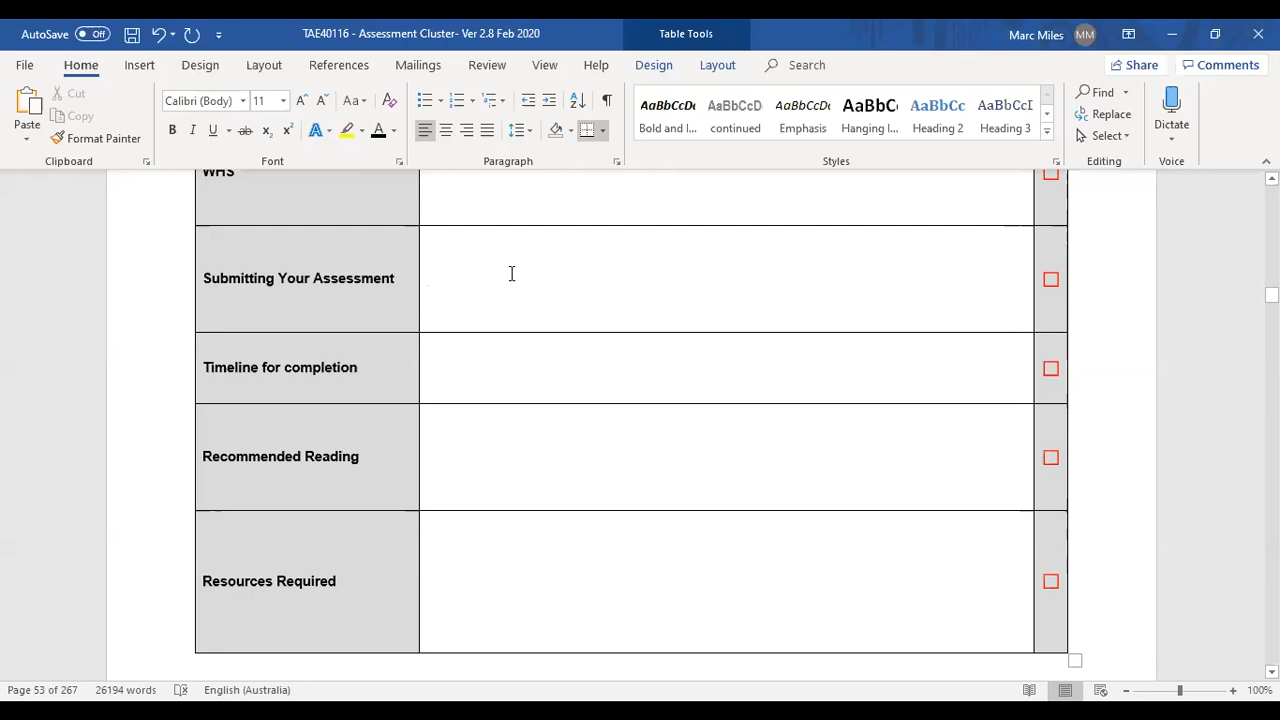 AutoSave Off TAE40116 - Assessment Cluster- Ver 2.8 Feb 2020 Table Tools Marc Miles MM
File Home Insert Design Layout References Mailings Review View Help Design Layout Search Share Comments
Paste Cut Copy Format Painter
Calibri (Body) 11 A A Aa A
B I U ab x2 x2 A A
AaBbCcDc AaBbCcD AaBbCcDc AaBbC AaBbCc AaBbCcI
Bold and I... continued Emphasis Hanging I... Heading 2 Heading 3
Find Replace Select
Dictate
Clipboard Font Paragraph Styles Editing Voice
WHS
Submitting Your Assessment
Timeline for completion
Recommended Reading
Resources Required
Page 53 of 267 26194 words English (Australia) 100%